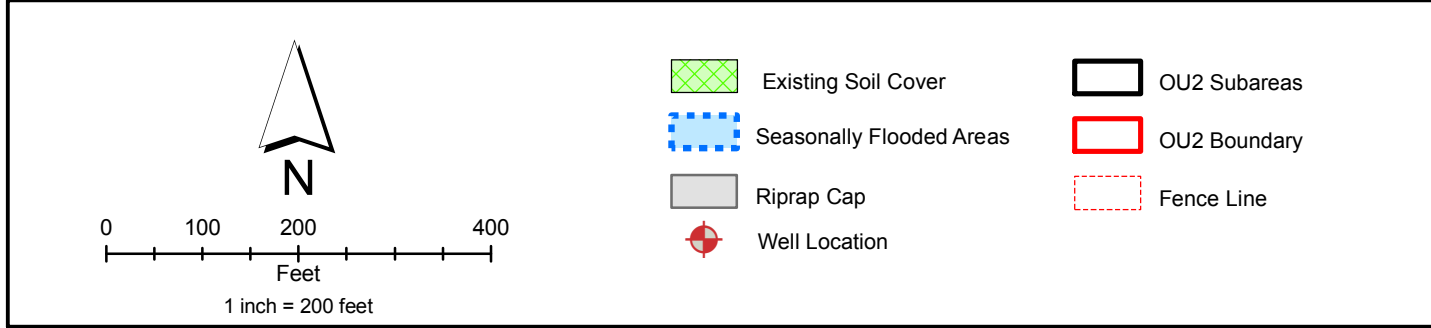 N
0 100 200 400
Feet
1 inch = 200 feet
Existing Soil Cover
Seasonally Flooded Areas
Riprap Cap
Well Location
OU2 Subareas
OU2 Boundary
Fence Line